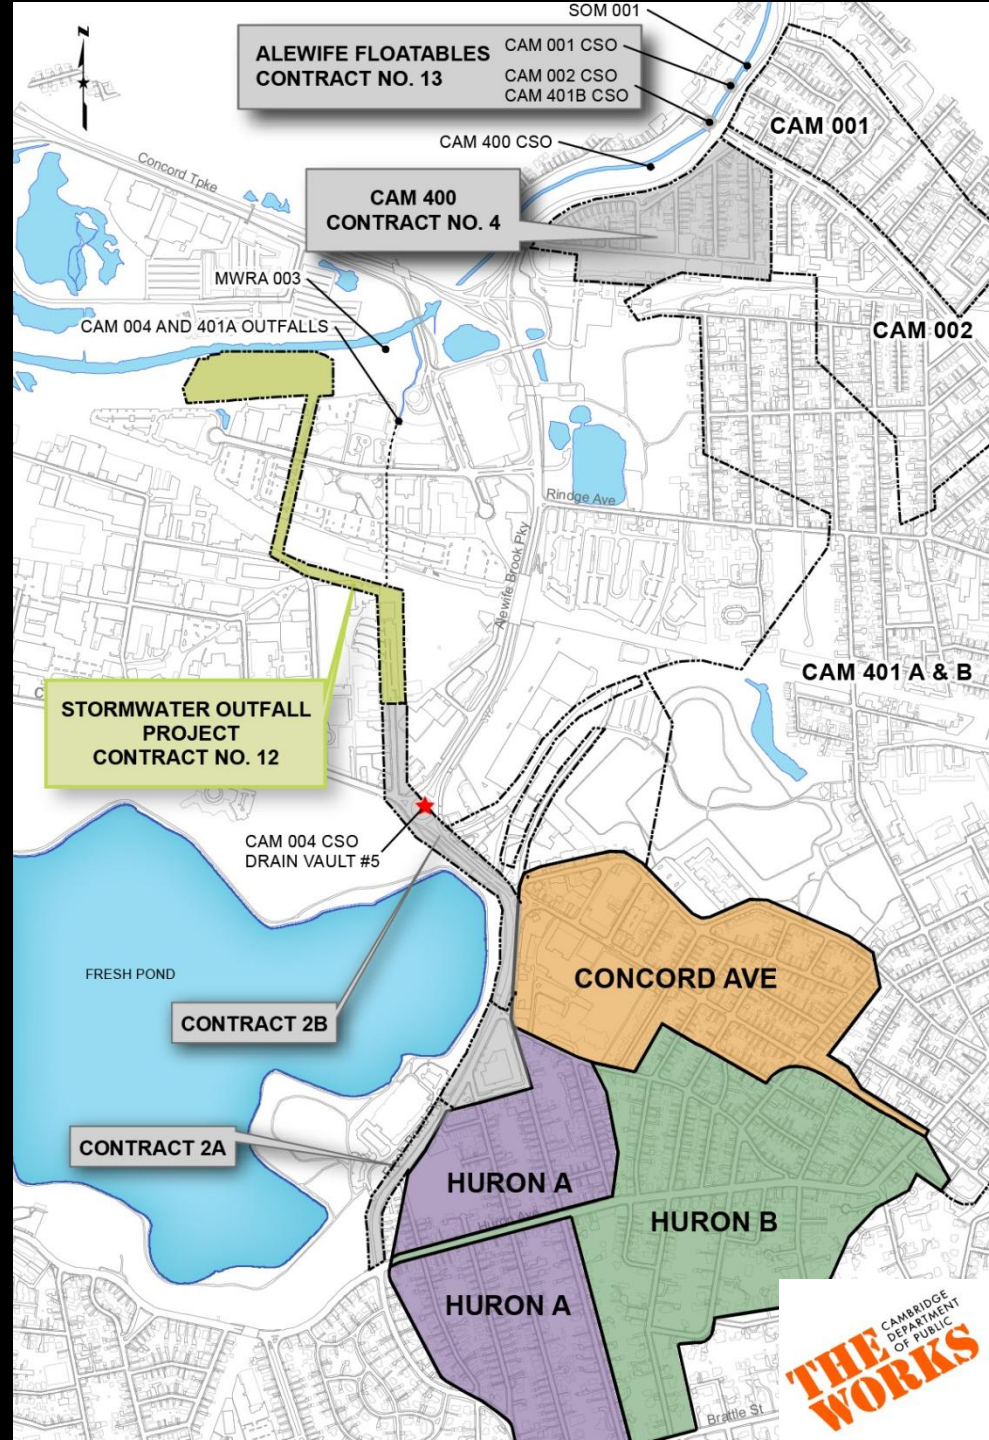 SOM 001
ALEWIFE FLOATABLES
CONTRACT NO. 13
CAM 001 CSO
CAM 002 CSO
CAM 401B CSO
CAM 001
CAM 400 CSO
Concord Tpke
CAM 400
CONTRACT NO. 4
MWRA 003
CAM 004 AND 401A OUTFALLS
CAM 002
Rindge Ave
Alewife Brook Pky
CAM 401 A & B
STORMWATER OUTFALL
PROJECT
CONTRACT NO. 12
CAM 004 CSO
DRAIN VAULT #5
FRESH POND
CONCORD AVE
CONTRACT 2B
CONTRACT 2A
HURON A
Huron Ave
HURON B
HURON A
CAMBRIDGE
DEPARTMENT
OF PUBLIC
THE
WORKS
Brattle St
z